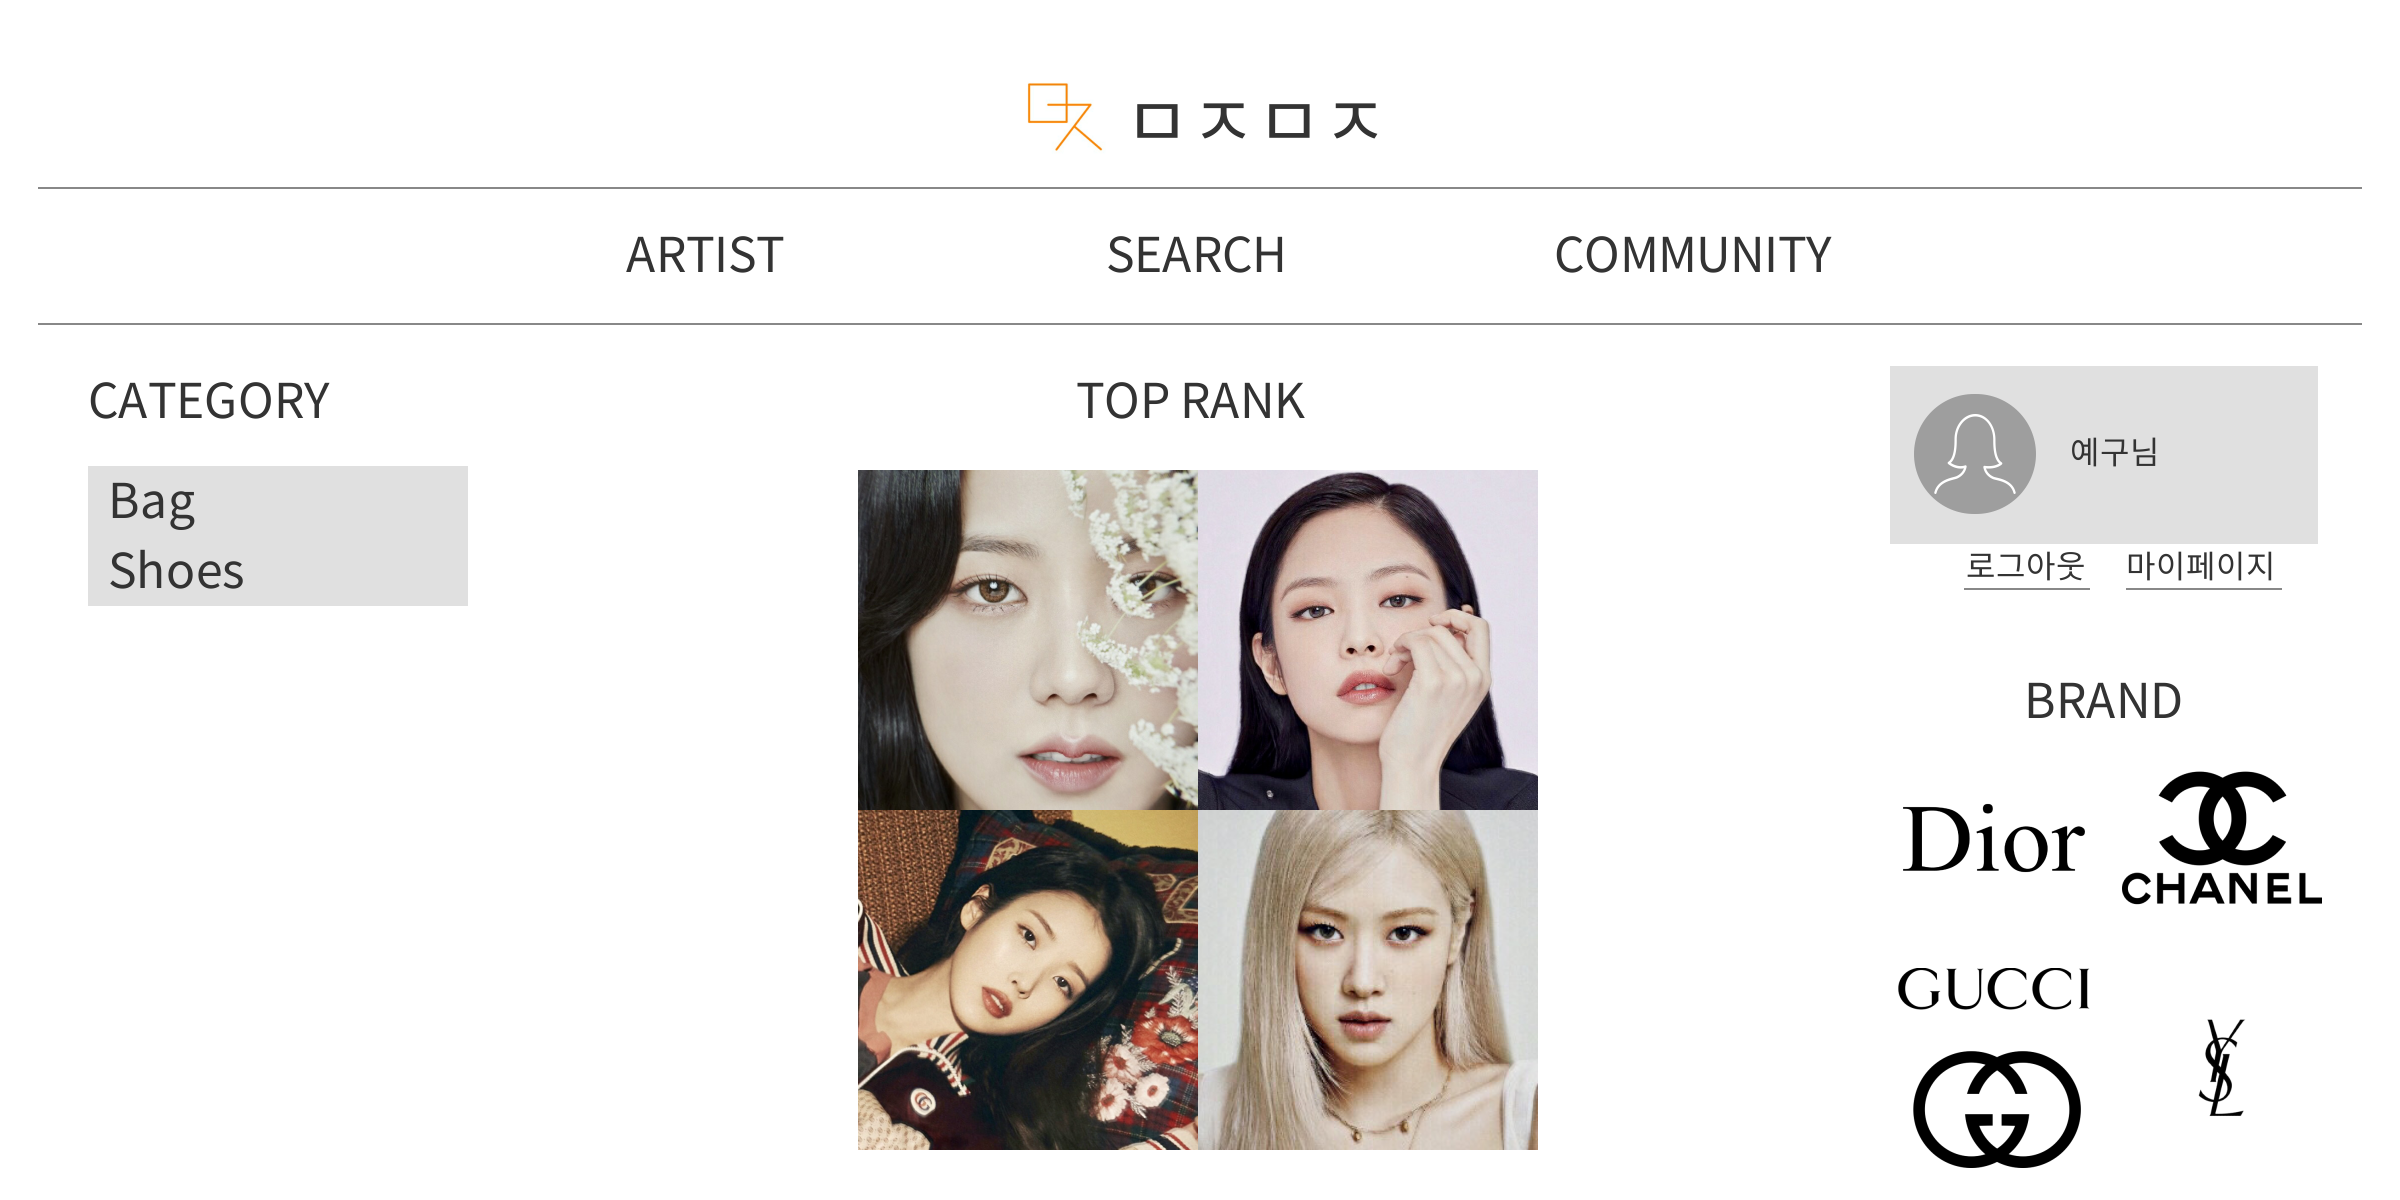 ㅁㅈㅁㅈ
ARTIST SEARCH COMMUNITY
CATEGORY
Bag
Shoes
TOP RANK
예구님
로그아웃 마이페이지
BRAND
Dior
CHANEL
GUCCI
YSL